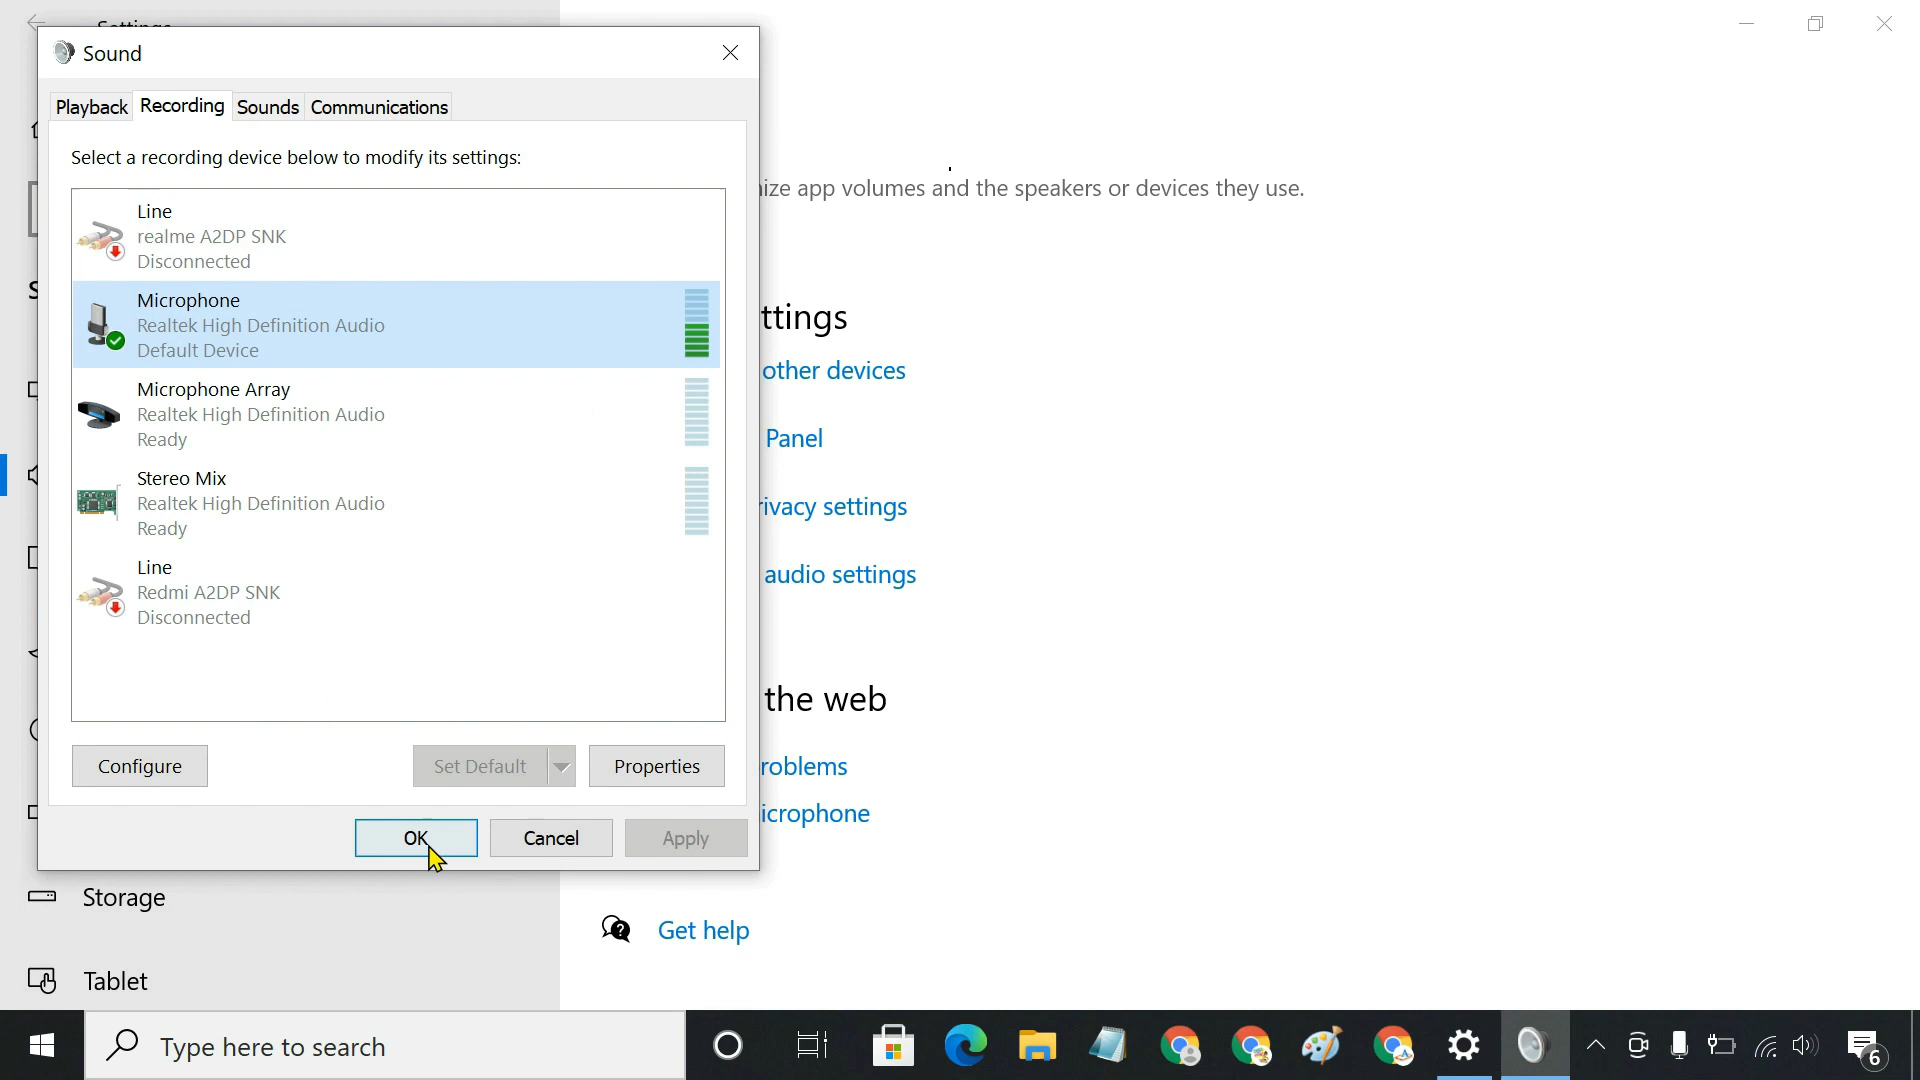 Settings
Sound
Playback Recording Sounds Communications
Select a recording device below to modify its settings:
Line
realme A2DP SNK
Disconnected
Microphone
Realtek High Definition Audio
Default Device
Microphone Array
Realtek High Definition Audio
Ready
Stereo Mix
Realtek High Definition Audio
Ready
Line
Redmi A2DP SNK
Disconnected
Configure Set Default Properties
OK Cancel Apply
ize app volumes and the speakers or devices they use.
ttings
other devices
Panel
rivacy settings
audio settings
the web
roblems
icrophone
Get help
Storage
Tablet
Type here to search
6